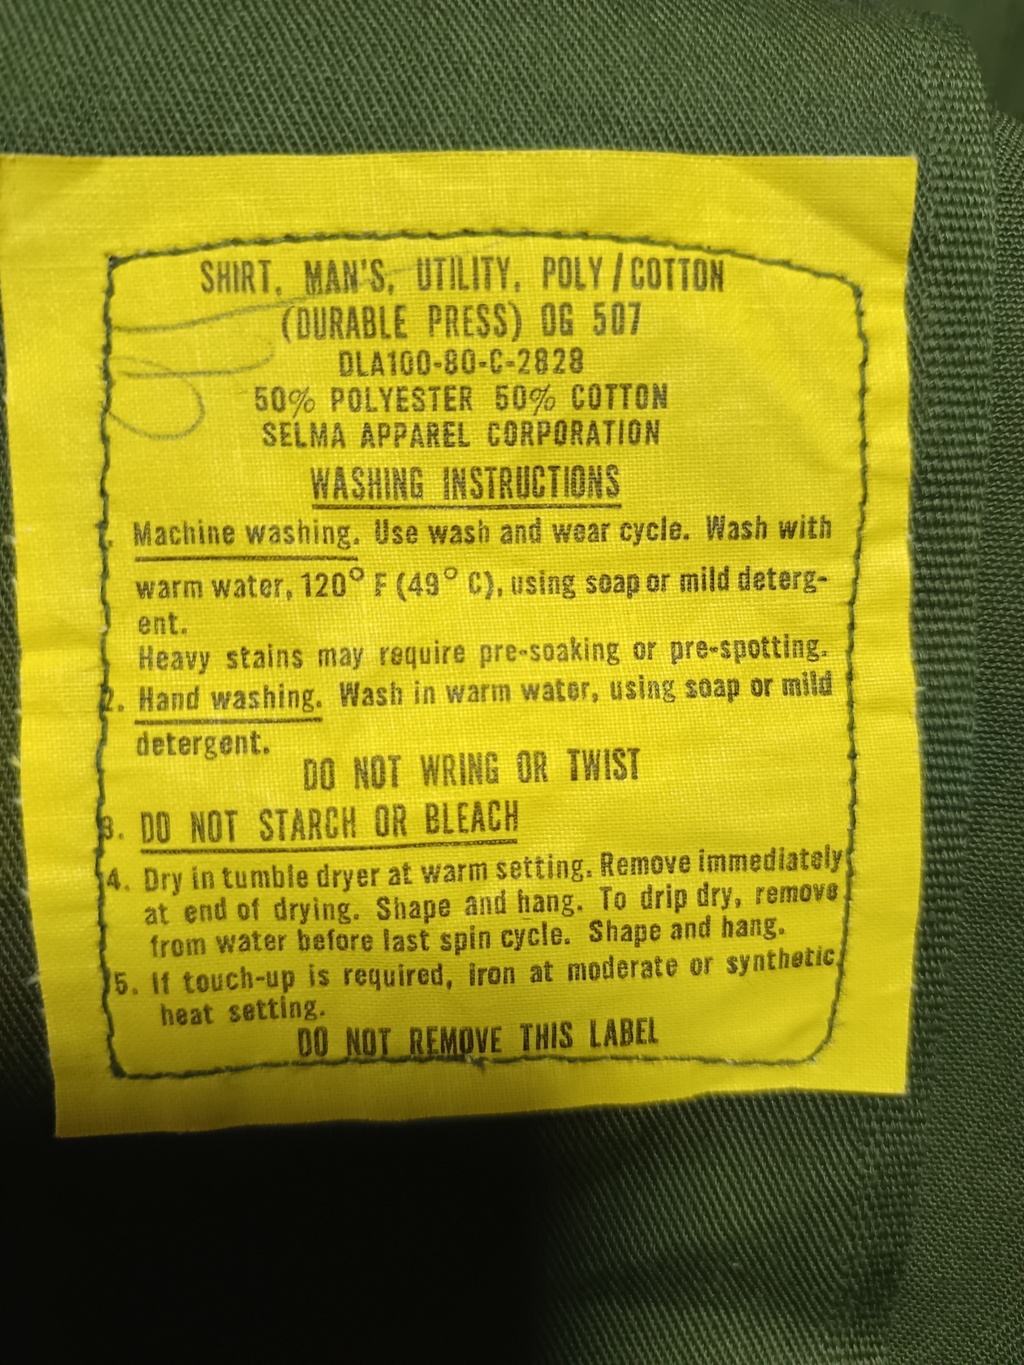 SHIRT, MAN'S, UTILITY, POLY/COTTON
(DURABLE PRESS) OG 507
DLA100-80-C-2828
50% POLYESTER 50% COTTON
SELMA APPAREL CORPORATION
WASHING INSTRUCTIONS
. Machine washing. Use wash and wear cycle. Wash with
warm water, 120° F (49° C), using soap or mild deterg-
ent.
Heavy stains may require pre-soaking or pre-spotting.
2. Hand washing. Wash in warm water, using soap or mild
detergent.
DO NOT WRING OR TWIST
3. DO NOT STARCH OR BLEACH
4. Dry in tumble dryer at warm setting. Remove immediately
at end of drying. Shape and hang. To drip dry, remove
from water before last spin cycle. Shape and hang.
5. If touch-up is required, iron at moderate or synthetic
heat setting.
DO NOT REMOVE THIS LABEL